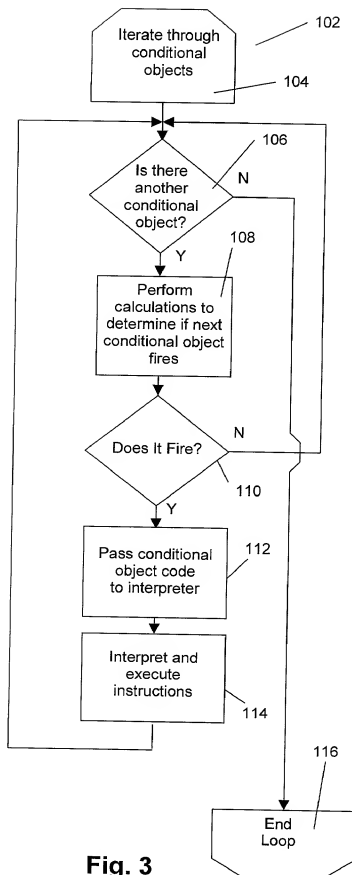 Iterate through
conditional
objects
102
104
106
Is there
another
conditional
object?
N
Y
108
Perform
calculations to
determine if next
conditional object
fires
Does It Fire?
N
110
Y
Pass conditional
object code
to interpreter
112
Interpret and
execute
instructions
114
116
End
Loop
Fig. 3